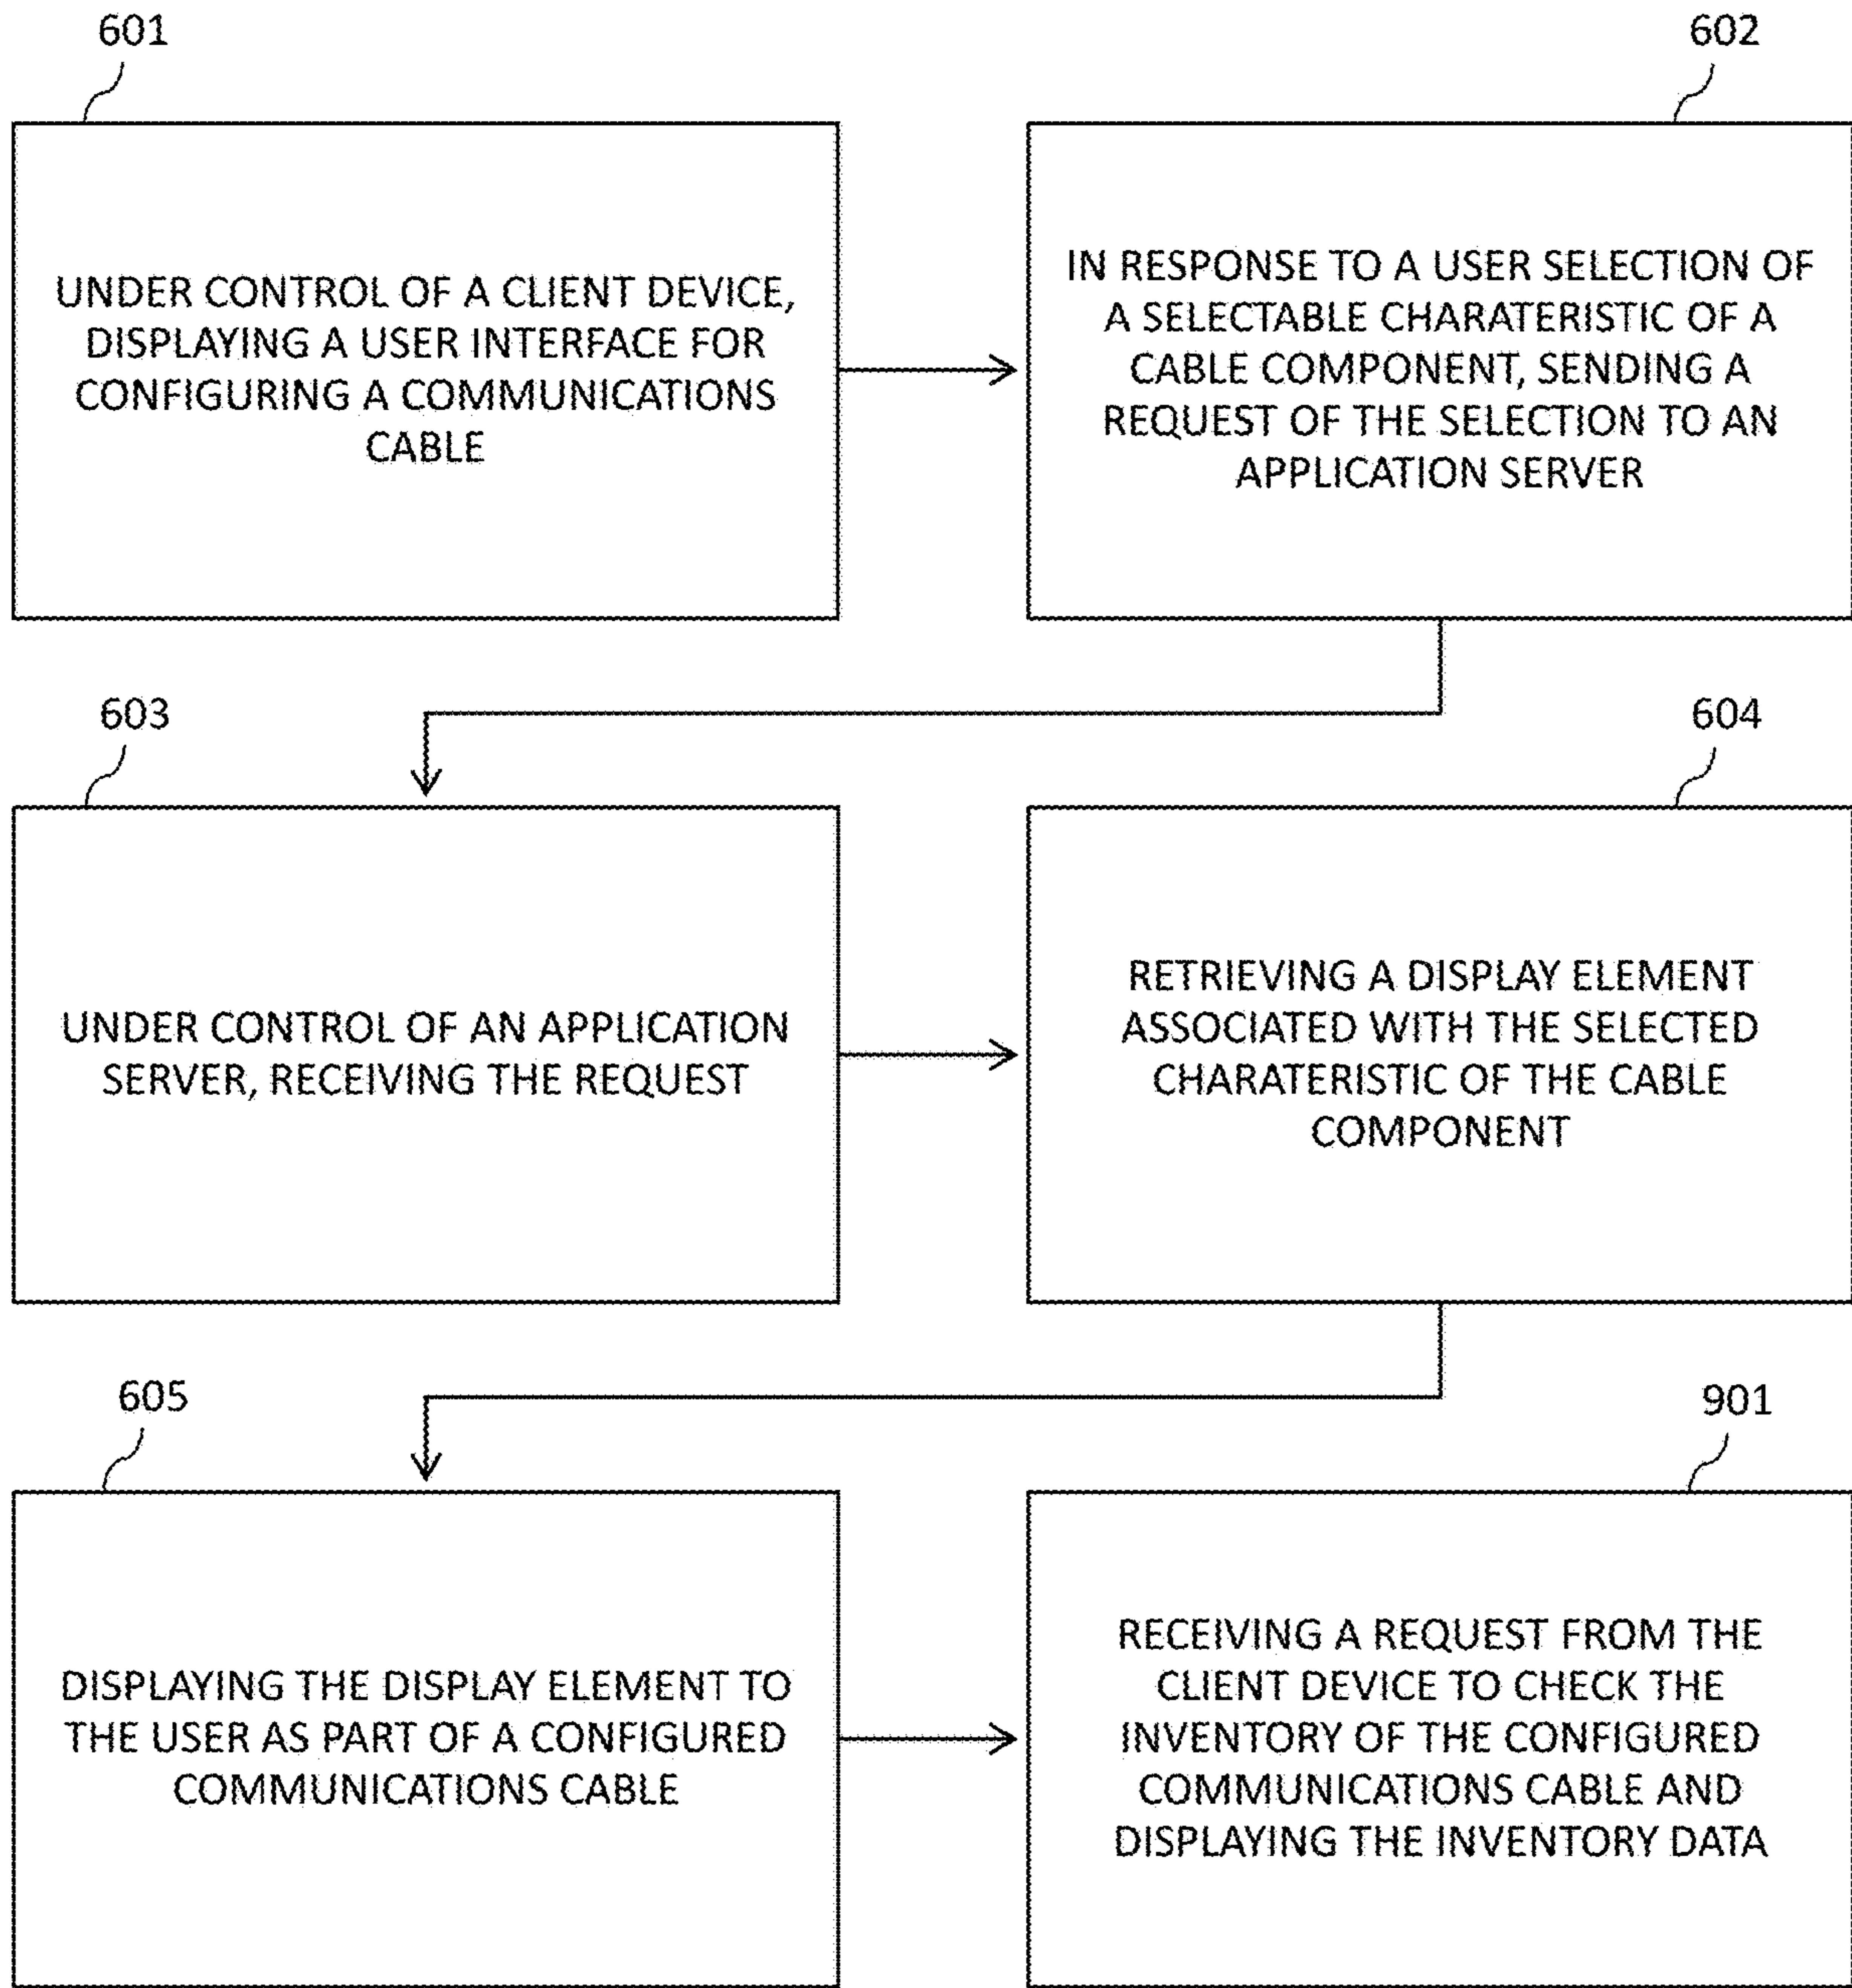 601
UNDER CONTROL OF A CLIENT DEVICE,
DISPLAYING A USER INTERFACE FOR
CONFIGURING A COMMUNICATIONS
CABLE
602
IN RESPONSE TO A USER SELECTION OF
A SELECTABLE CHARATERISTIC OF A
CABLE COMPONENT, SENDING A
REQUEST OF THE SELECTION TO AN
APPLICATION SERVER
603
UNDER CONTROL OF AN APPLICATION
SERVER, RECEIVING THE REQUEST
604
RETRIEVING A DISPLAY ELEMENT
ASSOCIATED WITH THE SELECTED
CHARATERISTIC OF THE CABLE
COMPONENT
605
DISPLAYING THE DISPLAY ELEMENT TO
THE USER AS PART OF A CONFIGURED
COMMUNICATIONS CABLE
901
RECEIVING A REQUEST FROM THE
CLIENT DEVICE TO CHECK THE
INVENTORY OF THE CONFIGURED
COMMUNICATIONS CABLE AND
DISPLAYING THE INVENTORY DATA